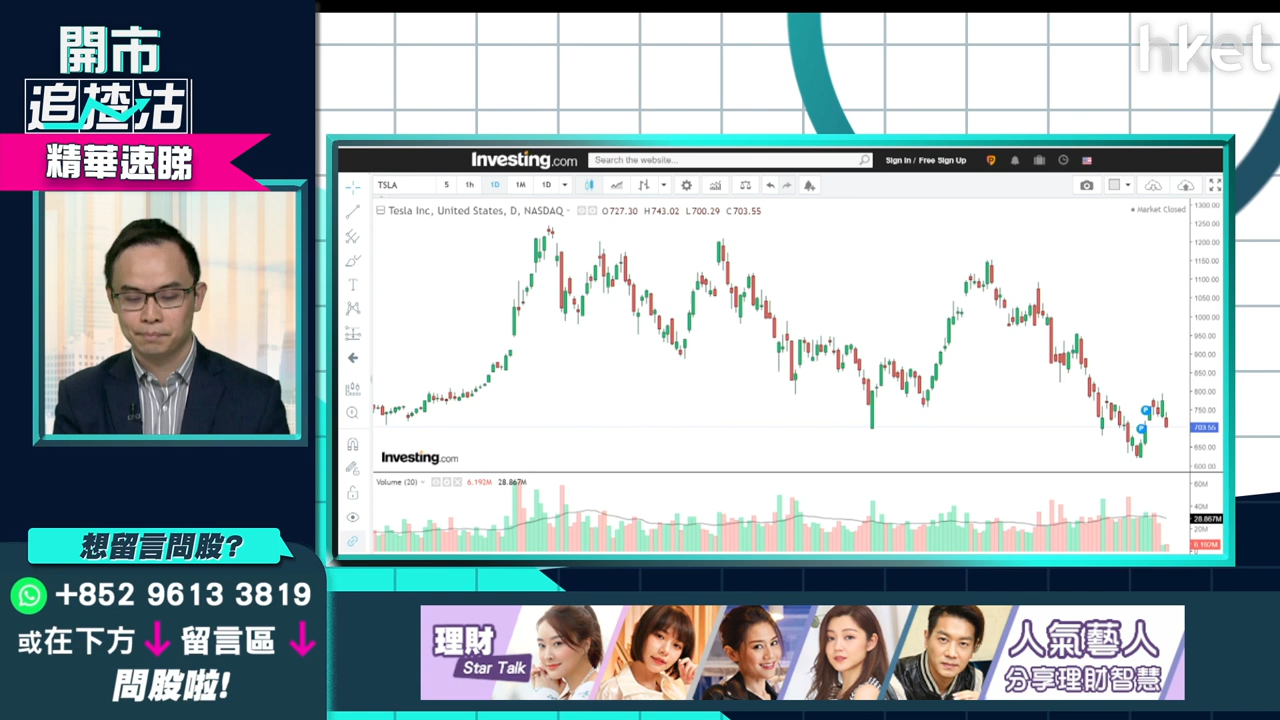 開市
追揸沽
精華速睇
hket
Investing.com
Search the website...
Sign In / Free Sign Up
TSLA
5
1h
1D
1M
1D
Tesla Inc, United States, D, NASDAQ
O727.30 H743.02 L700.29 C703.55
Market Closed
1300.00
1250.00
1200.00
1150.00
1100.00
1050.00
1000.00
950.00
900.00
850.00
800.00
750.00
703.55
650.00
600.00
Investing.com
Volume (20)
6.192M
28.867M
60M
40M
28.867M
20M
6.192M
0
想留言問股?
+852 9613 3819
或在下方↓留言區↓
問股啦!
理財
Star Talk
人氣藝人
分享理財智慧